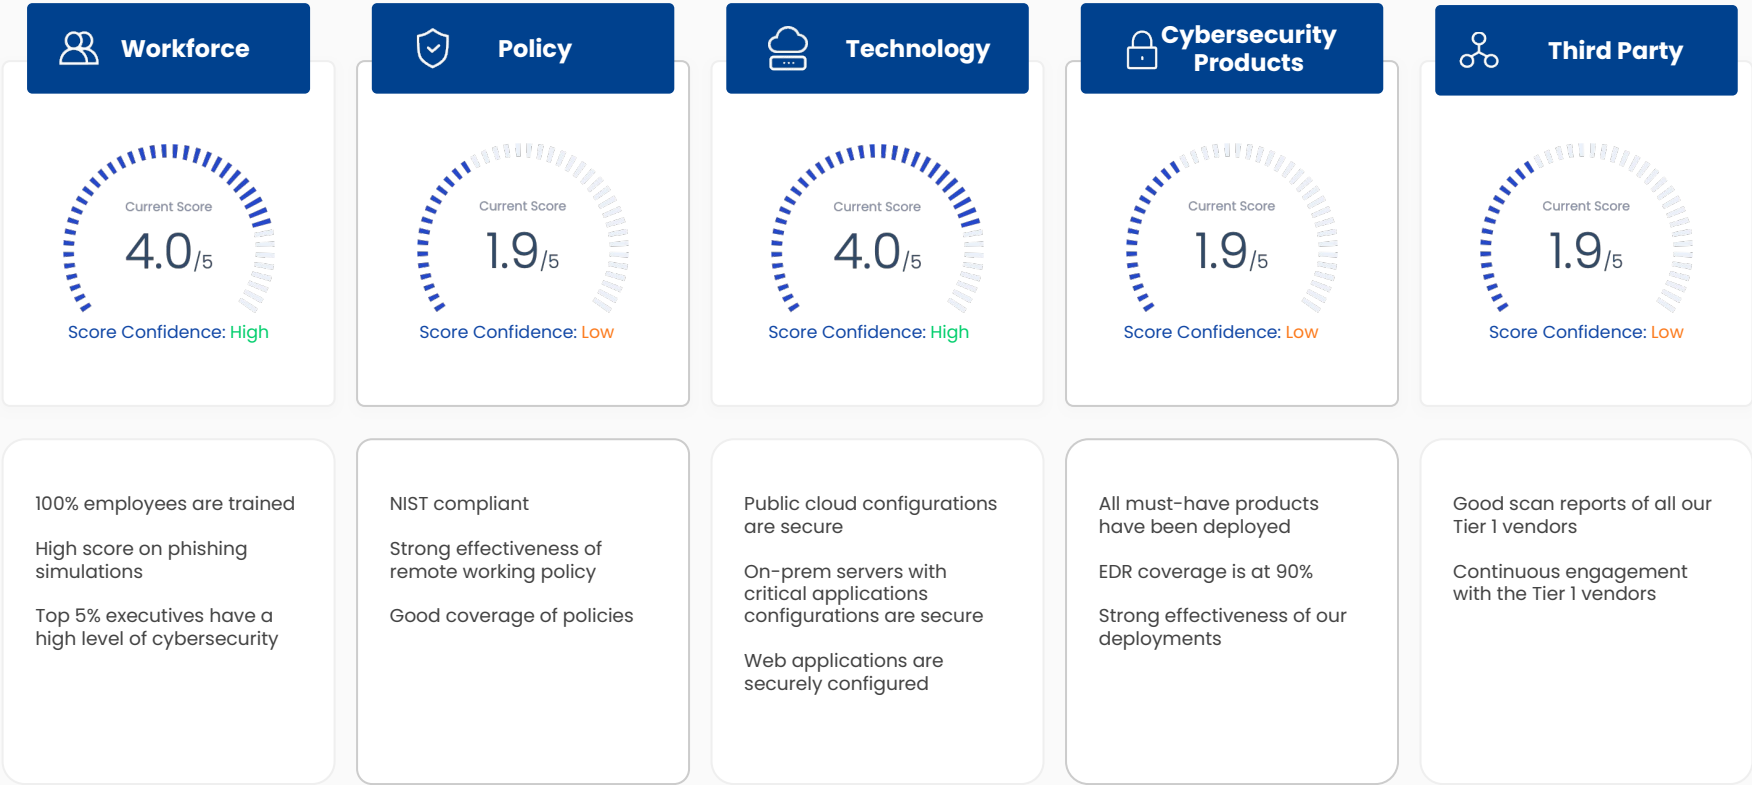 Workforce
Current Score
4.0/5
Score Confidence: High
100% employees are trained
High score on phishing
simulations
Top 5% executives have a
high level of cybersecurity
Policy
Current Score
1.9/5
Score Confidence: Low
NIST compliant
Strong effectiveness of
remote working policy
Good coverage of policies
Technology
Current Score
4.0/5
Score Confidence: High
Public cloud configurations
are secure
On-prem servers with
critical applications
configurations are secure
Web applications are
securely configured
Cybersecurity
Products
Current Score
1.9/5
Score Confidence: Low
All must-have products
have been deployed
EDR coverage is at 90%
Strong effectiveness of our
deployments
Third Party
Current Score
1.9/5
Score Confidence: Low
Good scan reports of all our
Tier 1 vendors
Continuous engagement
with the Tier 1 vendors